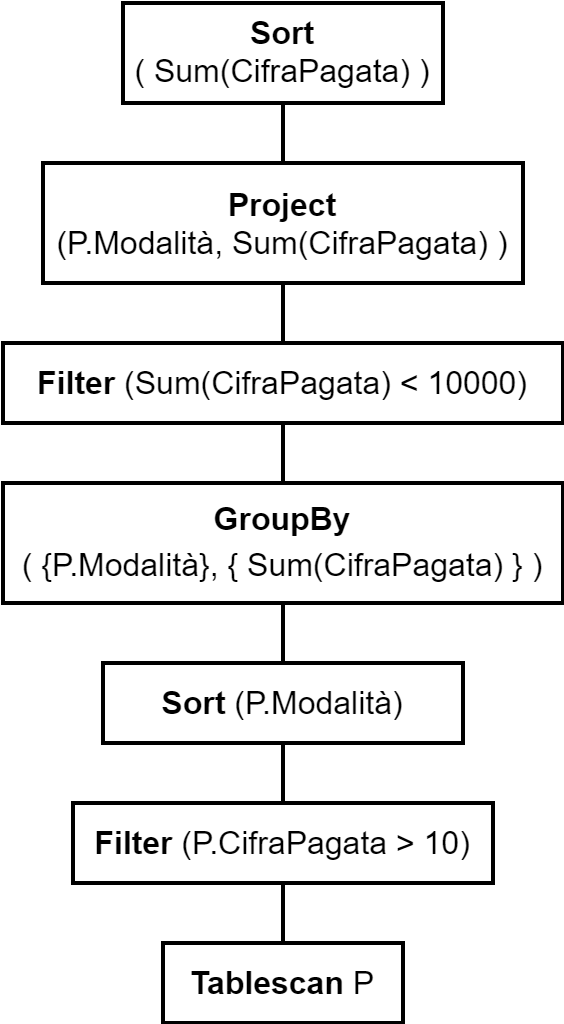 Sort
( Sum(CifraPagata) )
Project
(P.Modalità, Sum(CifraPagata) )
Filter (Sum(CifraPagata) < 10000)
GroupBy
( {P.Modalità}, { Sum(CifraPagata) } )
Sort (P.Modalità)
Filter (P.CifraPagata > 10)
Tablescan P